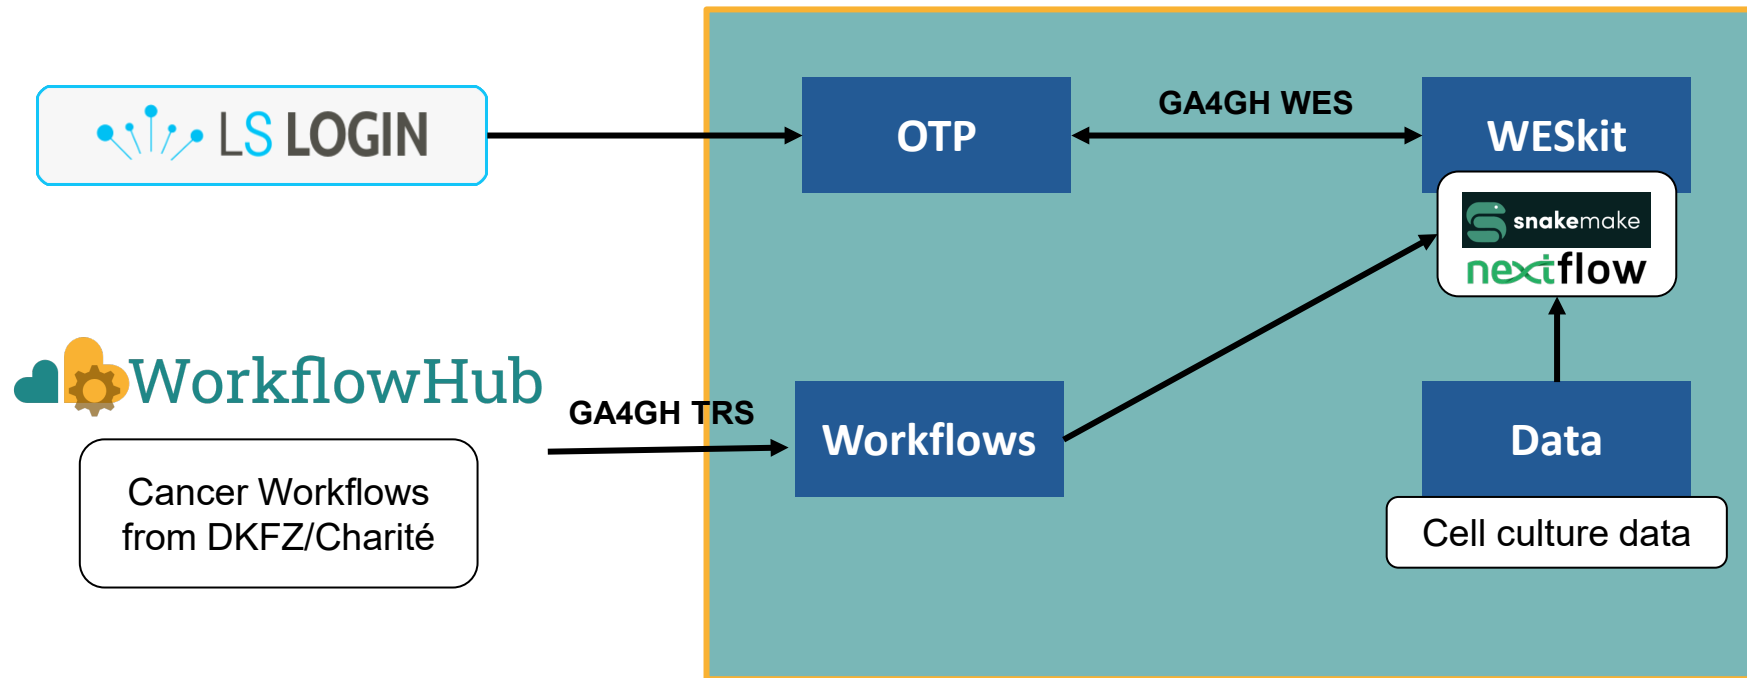 LS LOGIN
OTP
GA4GH WES
WESkit
snakemake
nextflow
WorkflowHub
GA4GH TRS
Workflows
Data
Cancer Workflows
from DKFZ/Charité
Cell culture data